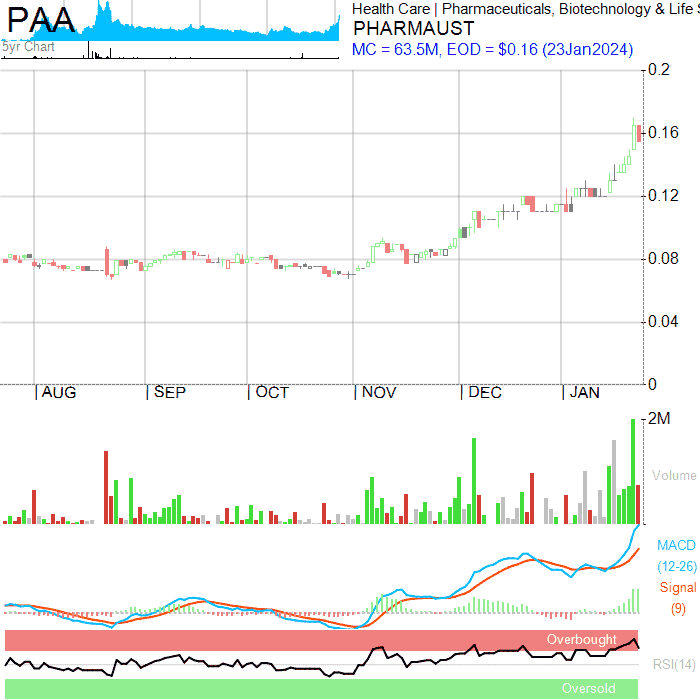 PAA
5yr Chart
Health Care | Pharmaceuticals, Biotechnology & Life S
PHARMAUST
MC = 63.5M, EOD = $0.16 (23Jan2024)
0.2
0.16
0.12
0.08
0.04
0
AUG SEP OCT NOV DEC JAN
2M
Volume
MACD
(12-26)
Signal
(9)
Overbought
RSI(14)
Oversold